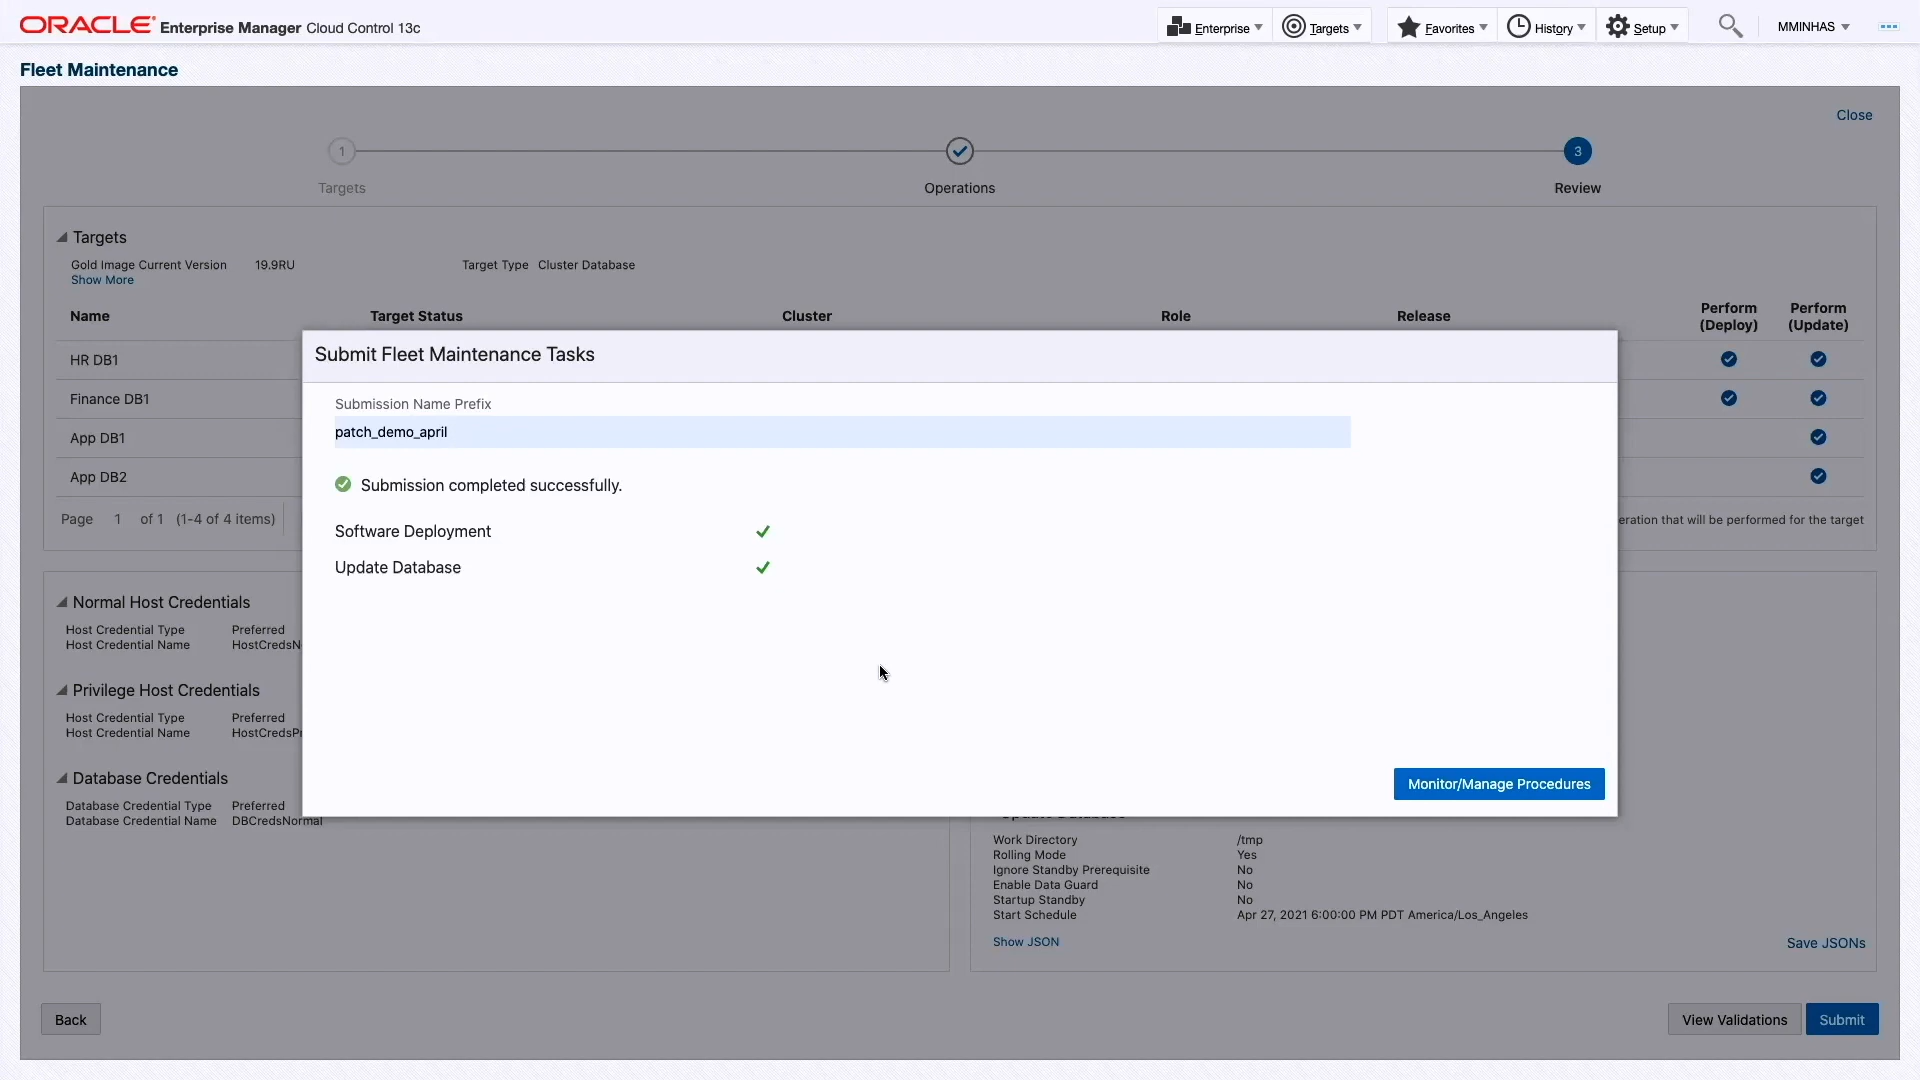 ORACLE Enterprise Manager Cloud Control 13c
Enterprise Targets Favorites History Setup MMINHAS
Fleet Maintenance
Close
1 3
Targets Operations Review
Targets
Gold Image Current Version 19.9RU Target Type Cluster Database
Show More
Name Target Status Cluster Role Release Perform (Deploy) Perform (Update)
HR DB1
Finance DB1
App DB1
App DB2
Page 1 of 1 (1-4 of 4 items) that will be performed for the target
Submit Fleet Maintenance Tasks
Submission Name Prefix
patch_demo_april
Submission completed successfully.
Software Deployment
Update Database
Monitor/Manage Procedures
Normal Host Credentials
Host Credential Type Preferred
Host Credential Name
Privilege Host Credentials
Host Credential Type Preferred
Host Credential Name
Database Credentials
Database Credential Type Preferred
Database Credential Name DBCredsNormal
Work Directory /tmp
Rolling Mode Yes
Ignore Standby Prerequisite No
Enable Data Guard No
Startup Standby No
Start Schedule Apr 27, 2021 6:00:00 PM PDT America/Los_Angeles
Show JSON Save JSONs
Back View Validations Submit